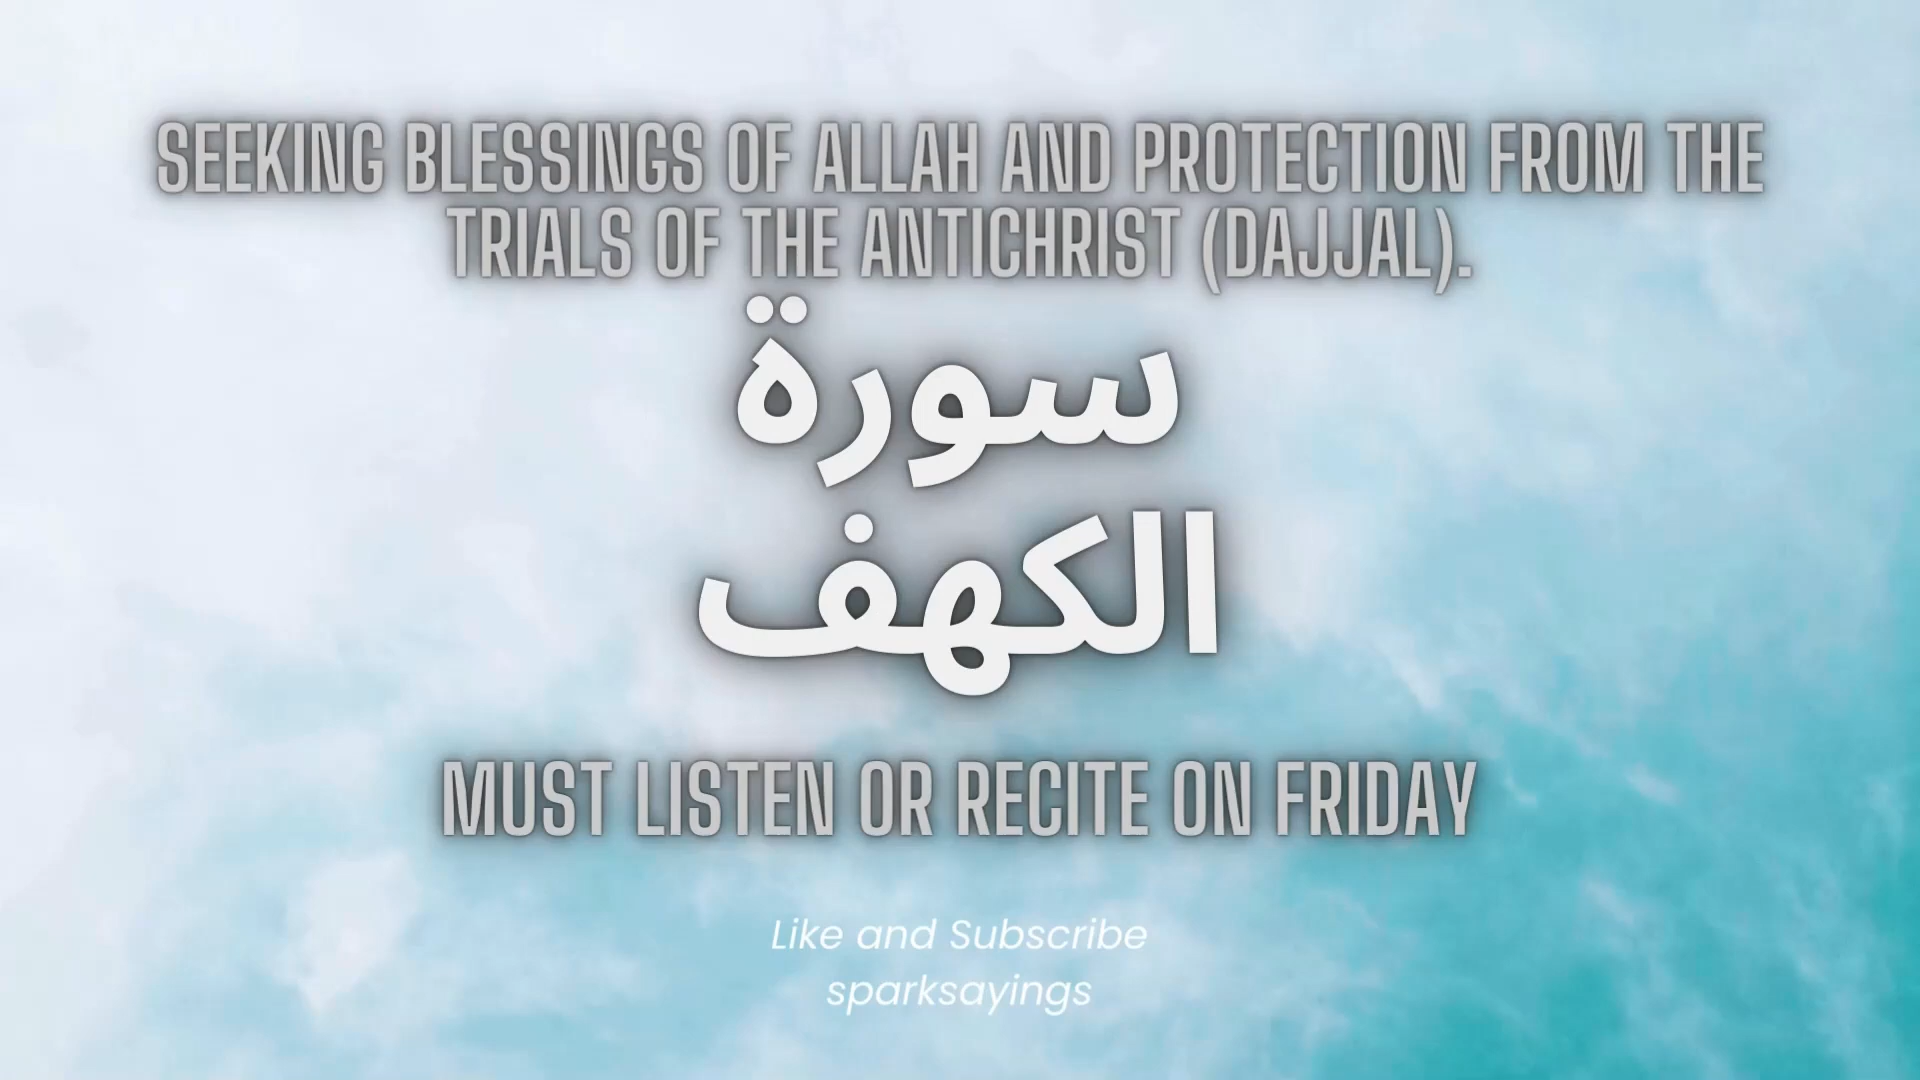 SEEKING BLESSINGS OF ALLAH AND PROTECTION FROM THE
TRIALS OF THE ANTICHRIST (DAJJAL).
سورة
الكهف
MUST LISTEN OR RECITE ON FRIDAY
Like and Subscribe
sparksayings